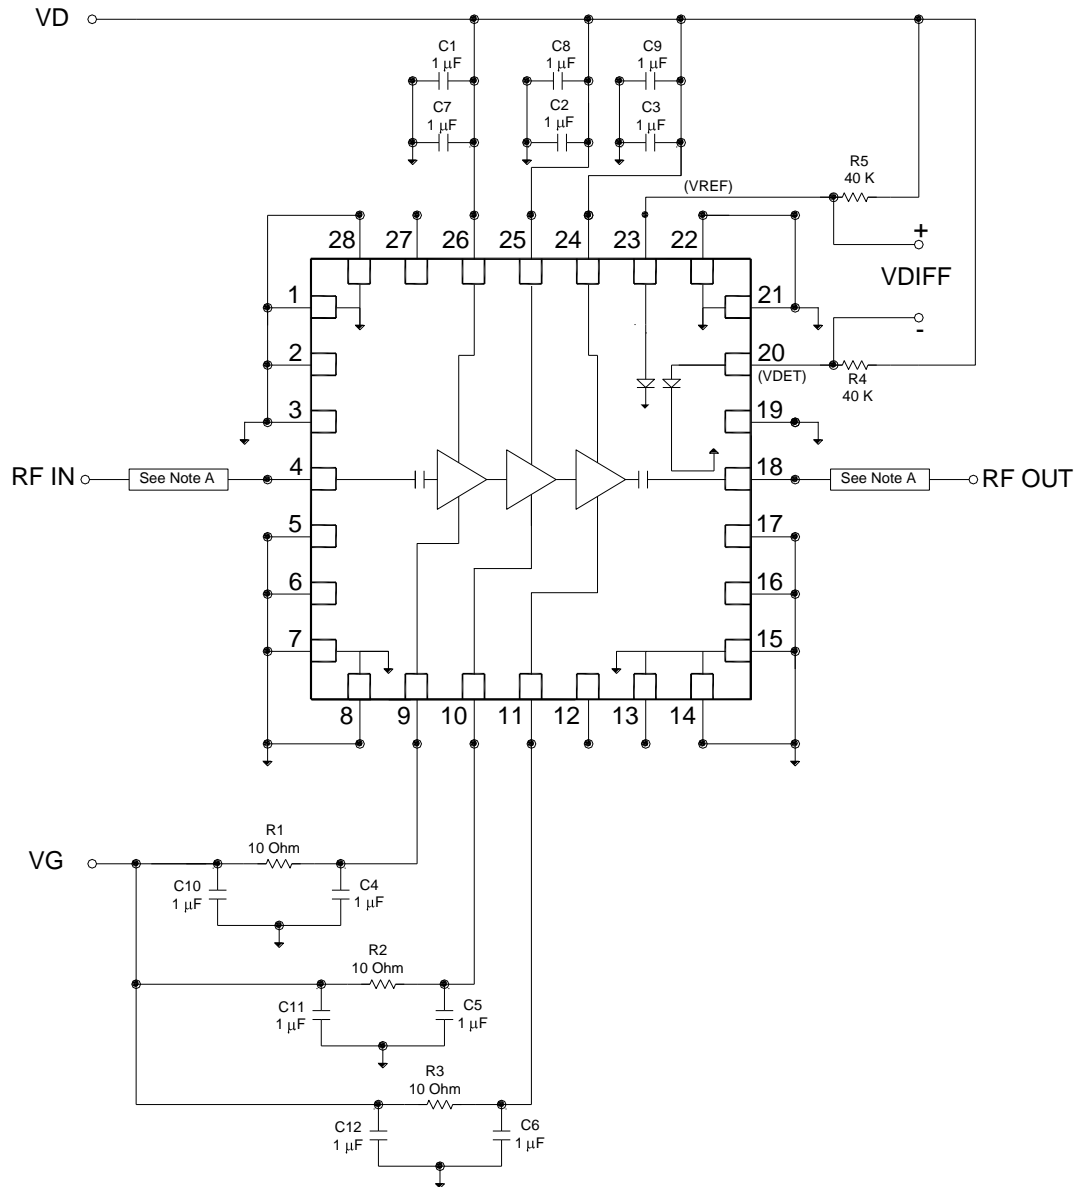 VD
C1
1 µF
C8
1 µF
C9
1 µF
C7
1 µF
C2
1 µF
C3
1 µF
R5
40 K
(VREF)
+
VDIFF
-
28
27
26
25
24
23
22
1
21
2
20
(VDET)
R4
40 K
3
19
RF IN
See Note A
4
18
See Note A
RF OUT
5
17
6
16
7
15
8
9
10
11
12
13
14
VG
R1
10 Ohm
C10
1 µF
C4
1 µF
R2
10 Ohm
C11
1 µF
C5
1 µF
R3
10 Ohm
C12
1 µF
C6
1 µF